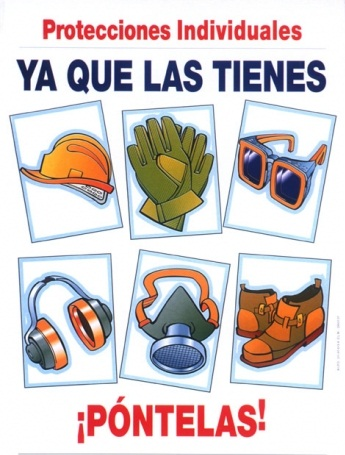 Protecciones Individuales
YA QUE LAS TIENES
¡PÓNTELAS!